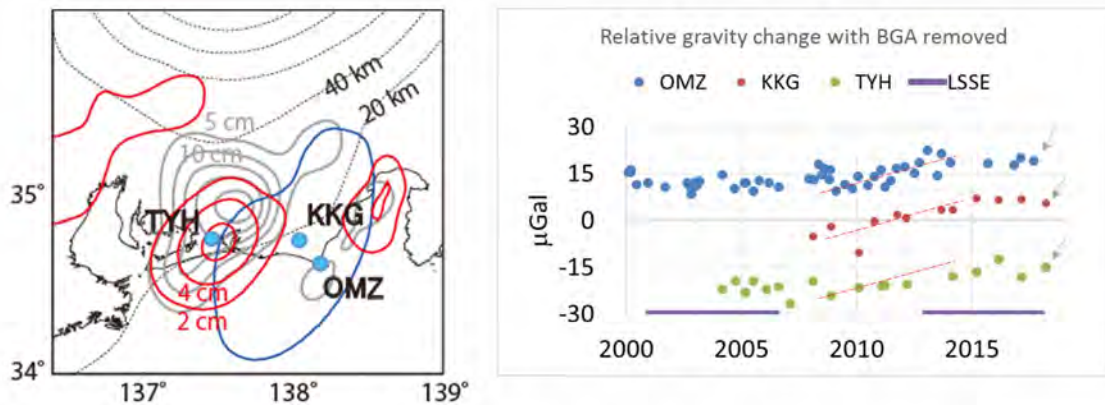 40 km
20 km
5 cm
10 cm
35°
TYH
KKG
OMZ
4 cm
2 cm
34°
137°
138°
139°
Relative gravity change with BGA removed
OMZ
KKG
TYH
LSSE
µGal
30
15
0
-15
-30
2000
2005
2010
2015